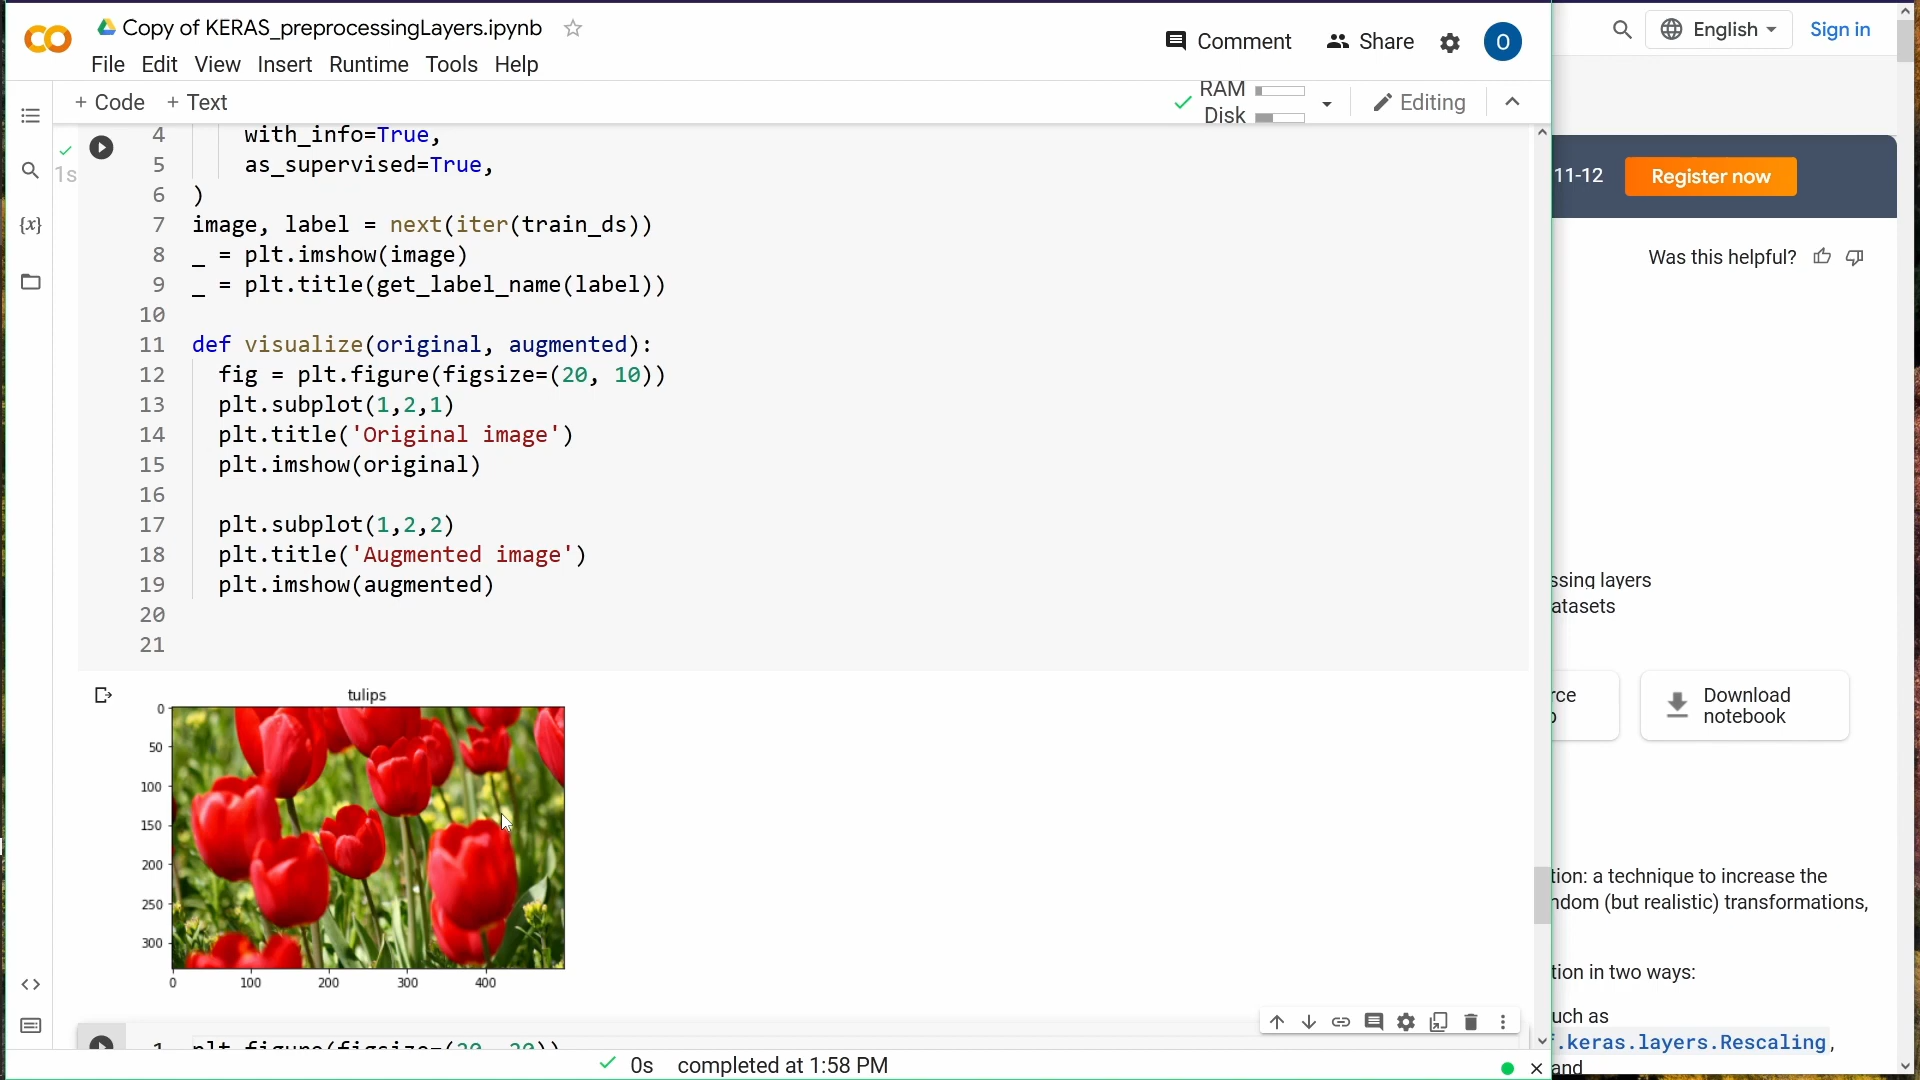 Copy of KERAS_preprocessingLayers.ipynb
File Edit View Insert Runtime Tools Help
Comment Share O
+ Code + Text
RAM
Disk
Editing
1s
4 with_info=True,
5 as_supervised=True,
6 )
7 image, label = next(iter(train_ds))
8 _ = plt.imshow(image)
9 _ = plt.title(get_label_name(label))
10
11 def visualize(original, augmented):
12 fig = plt.figure(figsize=(20, 10))
13 plt.subplot(1,2,1)
14 plt.title('Original image')
15 plt.imshow(original)
16
17 plt.subplot(1,2,2)
18 plt.title('Augmented image')
19 plt.imshow(augmented)
20
21
tulips
0
50
100
150
200
250
300
0 100 200 300 400
1 plt.figure(figsize=(20, 20))
0s completed at 1:58 PM
English Sign in
11-12 Register now
Was this helpful?
ssing layers
atasets
rce
Download
notebook
tion: a technique to increase the
ndom (but realistic) transformations,
tion in two ways:
uch as
.keras.layers.Rescaling,
and